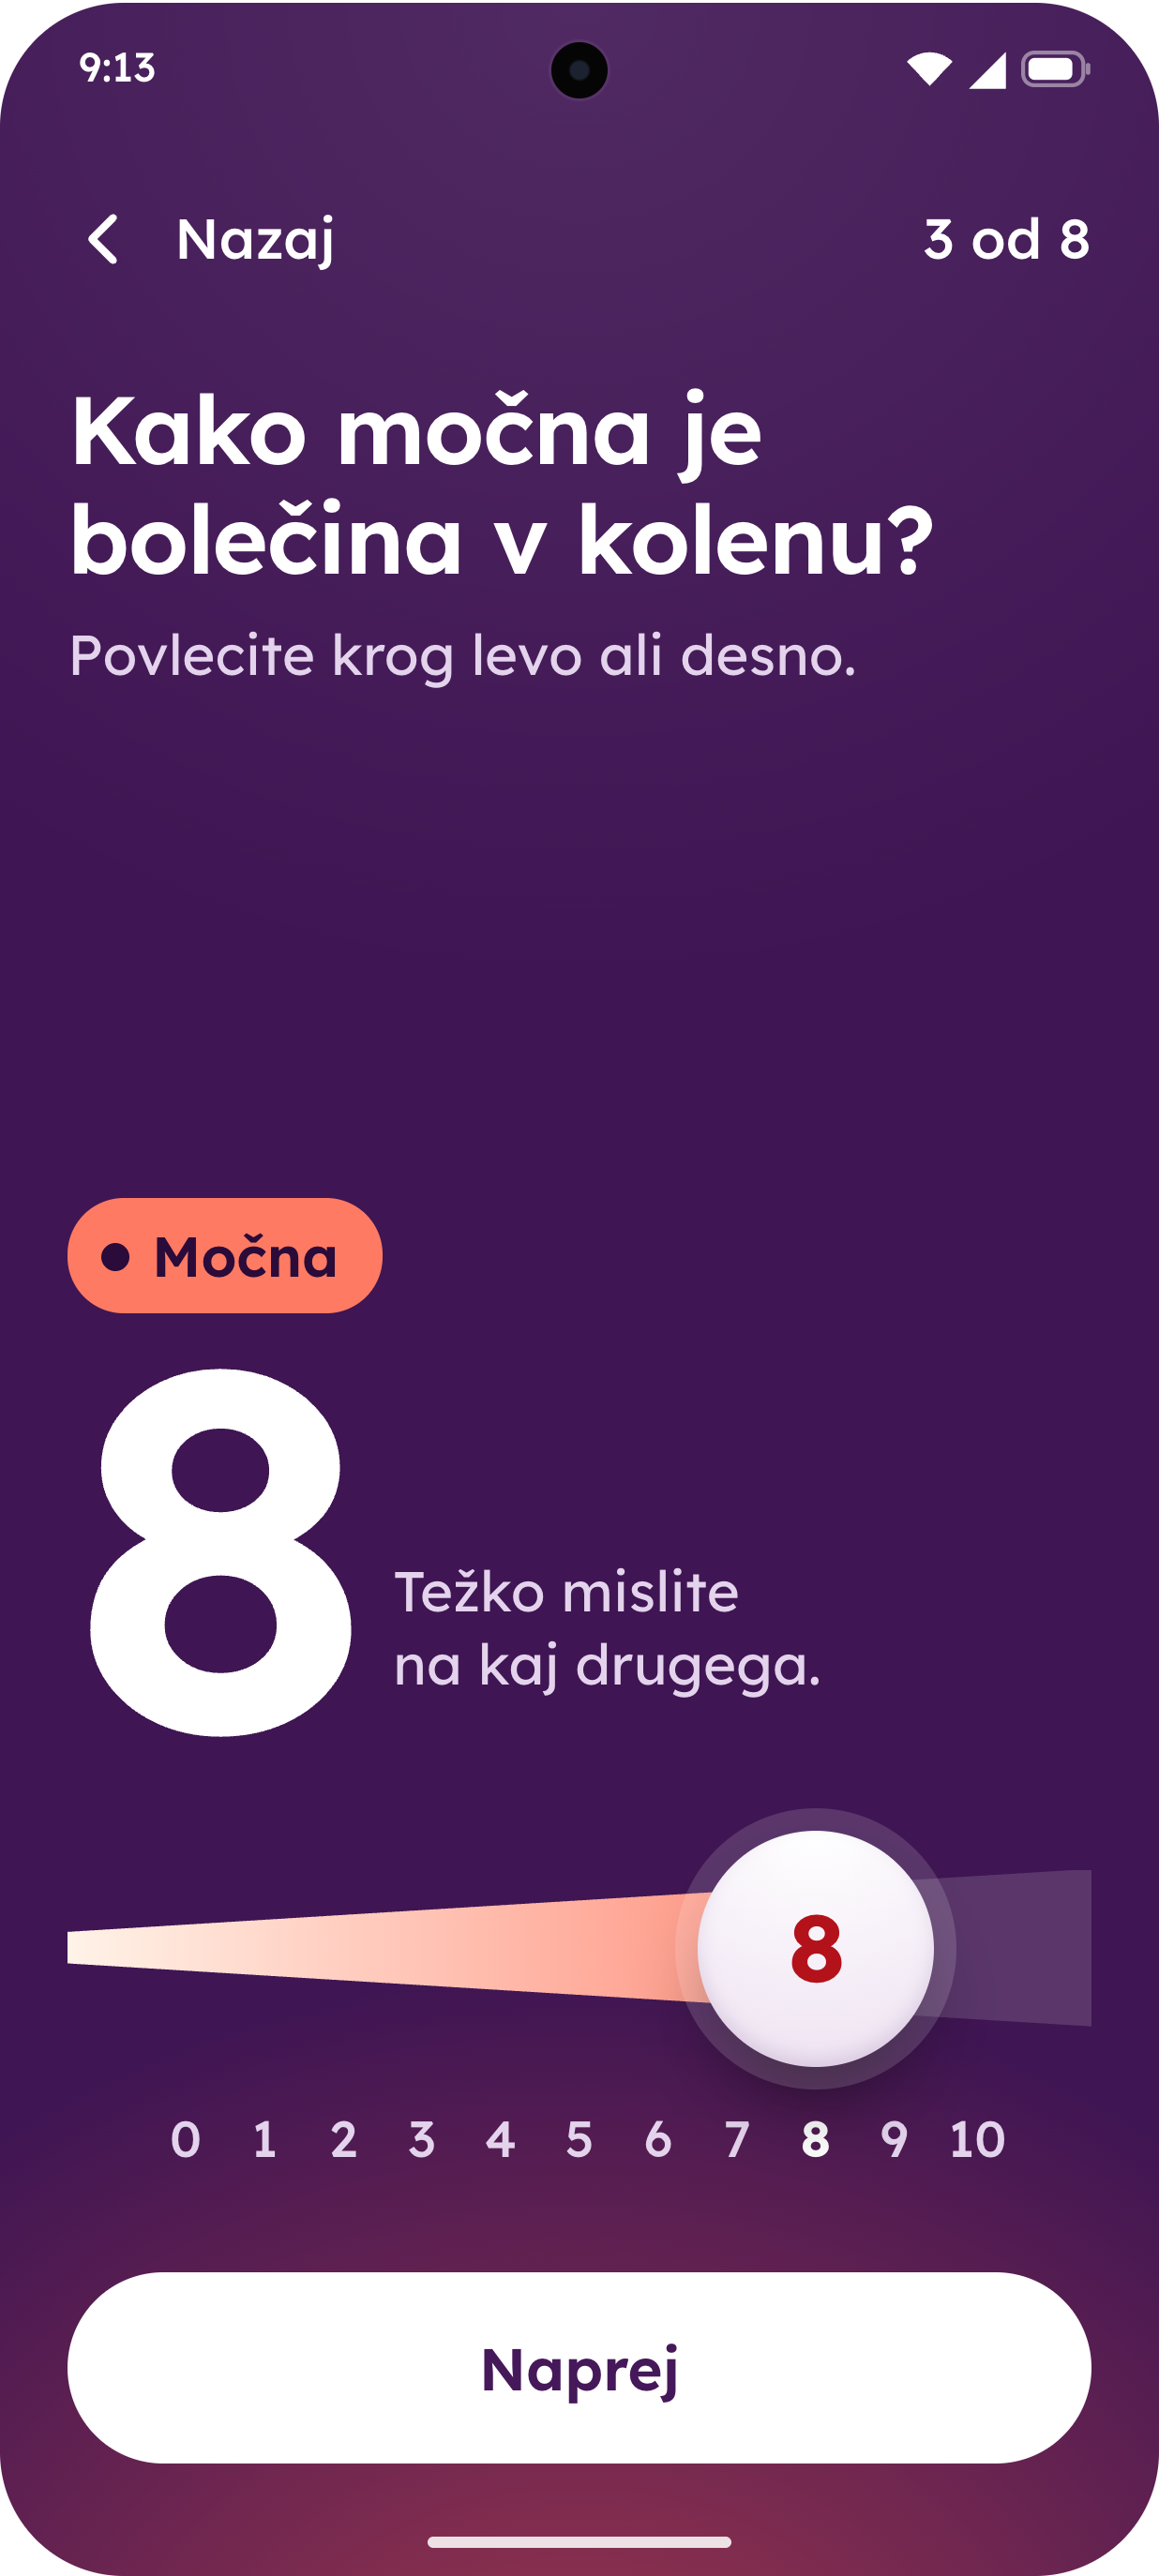 9:13
Nazaj
3 od 8
Kako močna je
bolečina v kolenu?
Povlecite krog levo ali desno.
Močna
8
Težko mislite
na kaj drugega.
8
0 1 2 3 4 5 6 7 8 9 10
Naprej